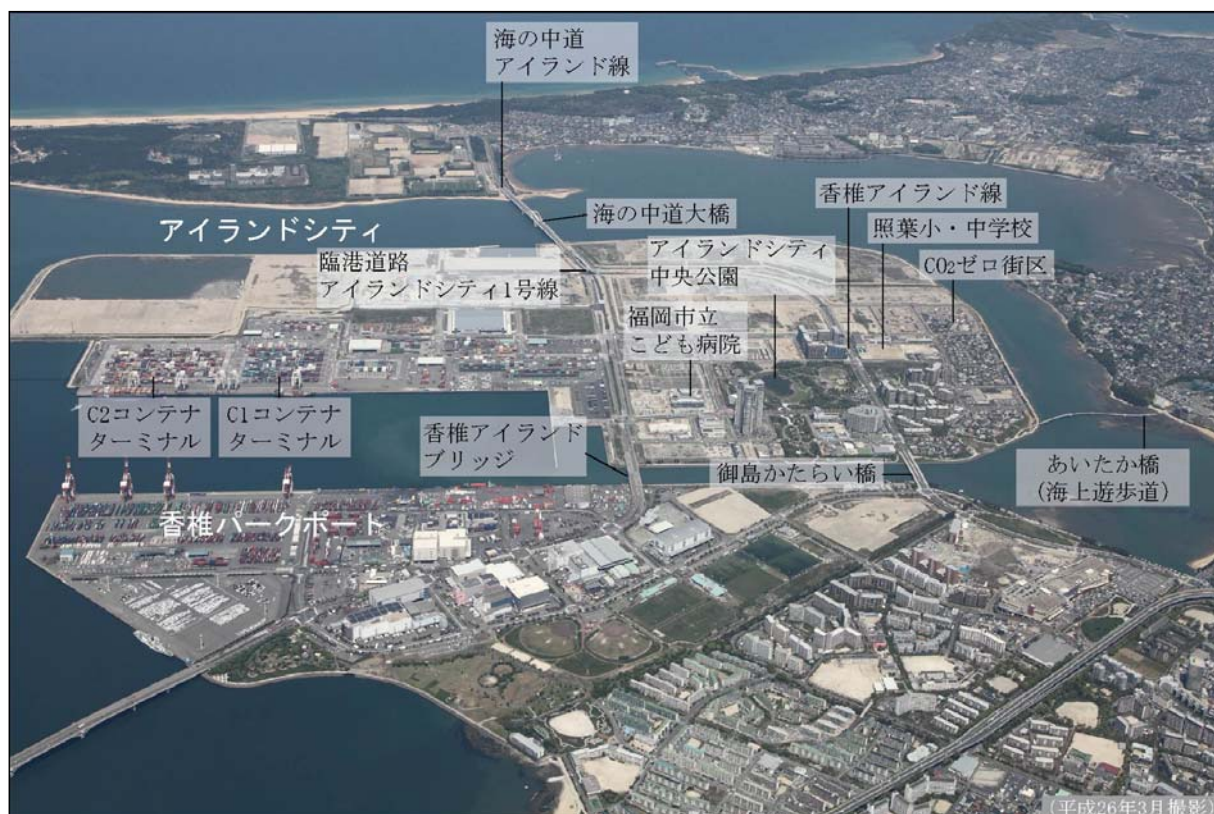 海の中道
アイランド線
香椎アイランド線
海の中道大橋
照葉小・中学校
アイランドシティ
アイランドシティ
中央公園
CO₂ゼロ街区
臨港道路
アイランドシティ1号線
福岡市立
こども病院
C2コンテナ
ターミナル
C1コンテナ
ターミナル
香椎アイランド
ブリッジ
御島かたらい橋
あいたか橋
(海上遊歩道)
香椎パークポート
(平成26年3月撮影)